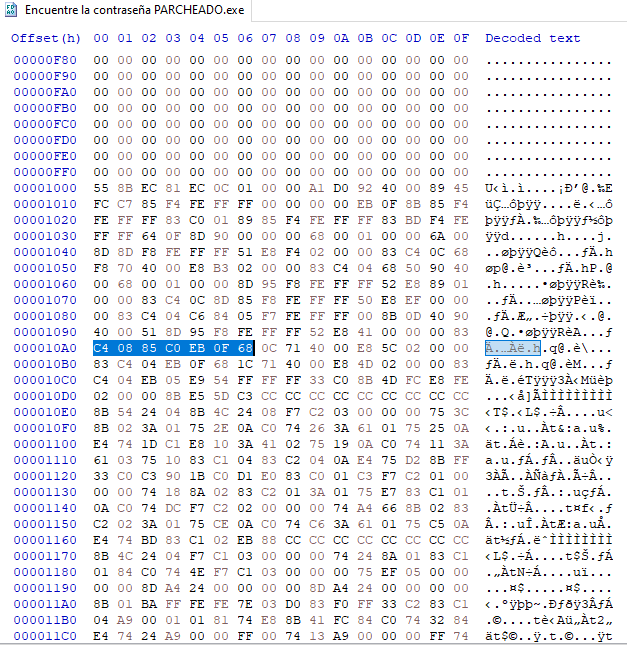 Encuentre la contraseña PARCHEADO.exe
Offset(h) 00 01 02 03 04 05 06 07 08 09 0A 0B 0C 0D 0E 0F Decoded text
00000F80 00 00 00 00 00 00 00 00 00 00 00 00 00 00 00 00 ................
00000F90 00 00 00 00 00 00 00 00 00 00 00 00 00 00 00 00 ................
00000FA0 00 00 00 00 00 00 00 00 00 00 00 00 00 00 00 00 ................
00000FB0 00 00 00 00 00 00 00 00 00 00 00 00 00 00 00 00 ................
00000FC0 00 00 00 00 00 00 00 00 00 00 00 00 00 00 00 00 ................
00000FD0 00 00 00 00 00 00 00 00 00 00 00 00 00 00 00 00 ................
00000FE0 00 00 00 00 00 00 00 00 00 00 00 00 00 00 00 00 ................
00000FF0 00 00 00 00 00 00 00 00 00 00 00 00 00 00 00 00 ................
00001000 55 8B EC 81 EC 0C 01 00 00 A1 D0 92 40 00 89 45 U‹ì.ì....¡Ð’@.‰E
00001010 FC C7 85 F4 FE FF FF 00 00 00 00 EB 0F 8B 85 F4 üÇ…ôþÿÿ....ë.‹…ô
00001020 FE FF FF 83 C0 01 89 85 F4 FE FF FF 83 BD F4 FE þÿÿƒÀ.‰…ôþÿÿƒ½ôþ
00001030 FF FF 64 0F 8D 90 00 00 00 68 00 01 00 00 6A 00 ÿÿd......h....j.
00001040 8D 8D F8 FE FF FF 51 E8 F4 02 00 00 83 C4 0C 68 ..øþÿÿQèô...ƒÄ.h
00001050 F8 70 40 00 E8 B3 02 00 00 83 C4 04 68 50 90 40 øp@.è³...ƒÄ.hP.@
00001060 00 68 00 01 00 00 8D 95 F8 FE FF FF 52 E8 89 01 .h.....•øþÿÿRè‰.
00001070 00 00 83 C4 0C 8D 85 F8 FE FF FF 50 E8 EF 00 00 ..ƒÄ..…øþÿÿPèï..
00001080 00 83 C4 04 C6 84 05 F7 FE FF FF 00 8B 0D 40 90 .ƒÄ.Æ„.÷þÿÿ.‹.@.
00001090 40 00 51 8D 95 F8 FE FF FF 52 E8 41 00 00 00 83 @.Q.•øþÿÿRèA...ƒ
000010A0 C4 08 85 C0 EB 0F 68 0C 71 40 00 E8 5C 02 00 00 Ä.…Àë.h.q@.è\...
000010B0 83 C4 04 EB 0F 68 1C 71 40 00 E8 4D 02 00 00 83 ƒÄ.ë.h.q@.èM...ƒ
000010C0 C4 04 EB 05 E9 54 FF FF FF 33 C0 8B 4D FC E8 FE Ä.ë.éTÿÿÿ3À‹Müèþ
000010D0 02 00 00 8B E5 5D C3 CC CC CC CC CC CC CC CC CC ...‹å]ÃÌÌÌÌÌÌÌÌÌ
000010E0 8B 54 24 04 8B 4C 24 08 F7 C2 03 00 00 00 75 3C ‹T$.‹L$.÷Â....u<
000010F0 8B 02 3A 01 75 2E 0A C0 74 26 3A 61 01 75 25 0A ‹.:.u..Àt&:a.u%.
00001100 E4 74 1D C1 E8 10 3A 41 02 75 19 0A C0 74 11 3A ät.Áè.:A.u..Àt.:
00001110 61 03 75 10 83 C1 04 83 C2 04 0A E4 75 D2 8B FF a.u.ƒÁ.ƒÂ..äuÒ‹ÿ
00001120 33 C0 C3 90 1B C0 D1 E0 83 C0 01 C3 F7 C2 01 00 3ÀÃ..ÀÑàƒÀ.Ã÷Â..
00001130 00 00 74 18 8A 02 83 C2 01 3A 01 75 E7 83 C1 01 ..t.Š.ƒÂ.:.uçƒÁ.
00001140 0A C0 74 DC F7 C2 02 00 00 00 74 A4 66 8B 02 83 .ÀtÜ÷Â....t¤f‹.ƒ
00001150 C2 02 3A 01 75 CE 0A C0 74 C6 3A 61 01 75 C5 0A Â.:.uÎ.ÀtÆ:a.uÅ.
00001160 E4 74 BD 83 C1 02 EB 88 CC CC CC CC CC CC CC CC ät½ƒÁ.ëˆÌÌÌÌÌÌÌÌ
00001170 8B 4C 24 04 F7 C1 03 00 00 00 74 24 8A 01 83 C1 ‹L$.÷Á....t$Š.ƒÁ
00001180 01 84 C0 74 4E F7 C1 03 00 00 00 75 EF 05 00 00 .„ÀtN÷Á....uï...
00001190 00 00 8D A4 24 00 00 00 00 8D A4 24 00 00 00 00 ...¤$.....¤$....
000011A0 8B 01 BA FF FE FE 7E 03 D0 83 F0 FF 33 C2 83 C1 ‹.ºÿþþ~.Ðƒðÿ3ÂƒÁ
000011B0 04 A9 00 01 01 81 74 E8 8B 41 FC 84 C0 74 32 84 .©....tè‹Aü„Àt2„
000011C0 E4 74 24 A9 00 00 FF 00 74 13 A9 00 00 00 FF 74 ät$©..ÿ.t.©...ÿt